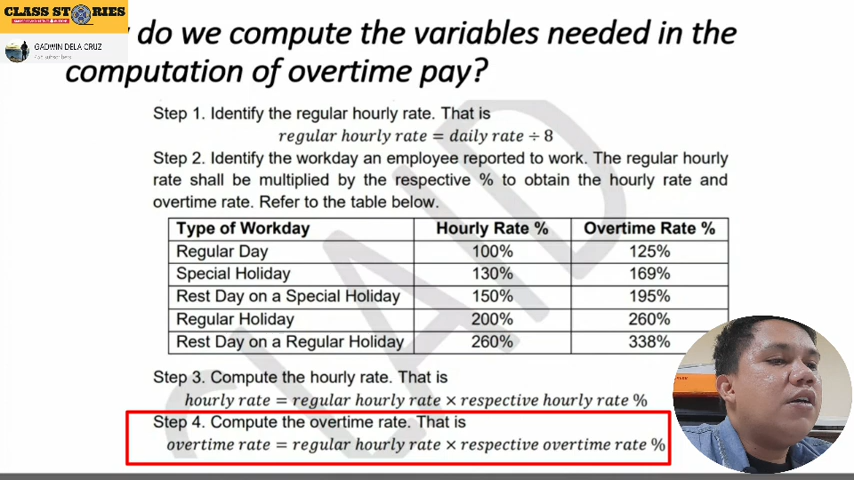 CLASS STORIES
GADWIN DELA CRUZ
do we compute the variables needed in the
computation of overtime pay?
Step 1. Identify the regular hourly rate. That is
regular hourly rate = daily rate ÷ 8
Step 2. Identify the workday an employee reported to work. The regular hourly
rate shall be multiplied by the respective % to obtain the hourly rate and
overtime rate. Refer to the table below.
Type of Workday Hourly Rate % Overtime Rate %
Regular Day 100% 125%
Special Holiday 130% 169%
Rest Day on a Special Holiday 150% 195%
Regular Holiday 200% 260%
Rest Day on a Regular Holiday 260% 338%
Step 3. Compute the hourly rate. That is
hourly rate = regular hourly rate × respective hourly rate %
Step 4. Compute the overtime rate. That is
overtime rate = regular hourly rate × respective overtime rate %